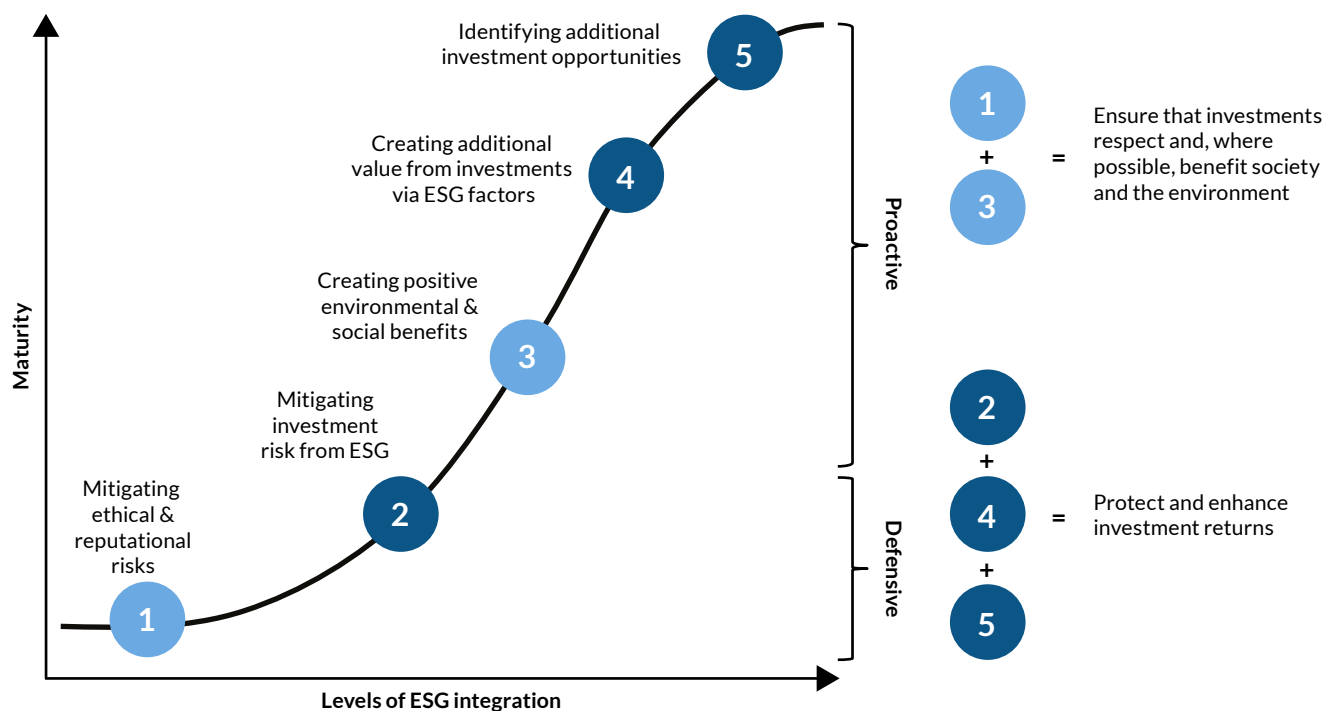 Identifying additional
investment opportunities
5
Creating additional
value from investments
via ESG factors
4
Creating positive
environmental &
social benefits
3
Mitigating
investment
risk from ESG
2
Mitigating
ethical &
reputational
risks
1
Maturity
Levels of ESG integration
Proactive
Defensive
1
+
3
=
Ensure that investments
respect and, where
possible, benefit society
and the environment
2
+
4
+
5
=
Protect and enhance
investment returns